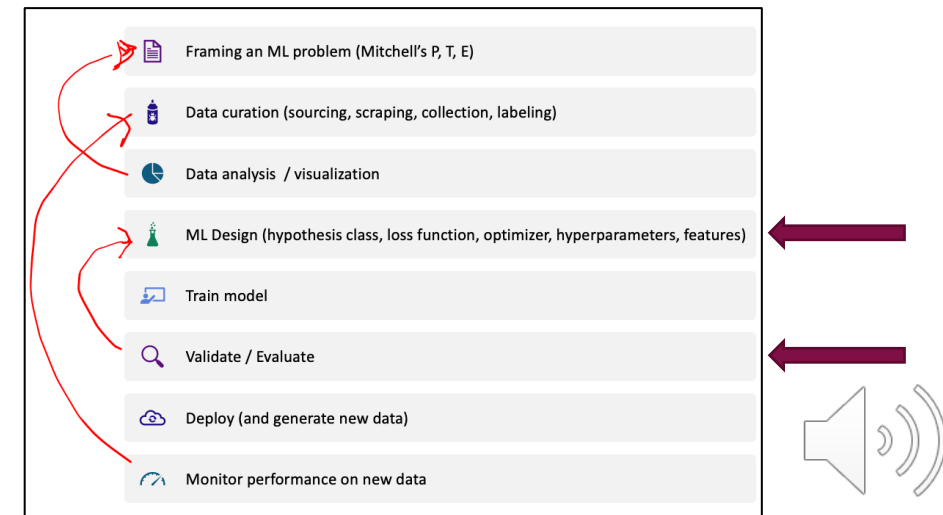 Framing an ML problem (Mitchell's P, T, E)
Data curation (sourcing, scraping, collection, labeling)
Data analysis / visualization
ML Design (hypothesis class, loss function, optimizer, hyperparameters, features)
Train model
Validate / Evaluate
Deploy (and generate new data)
Monitor performance on new data